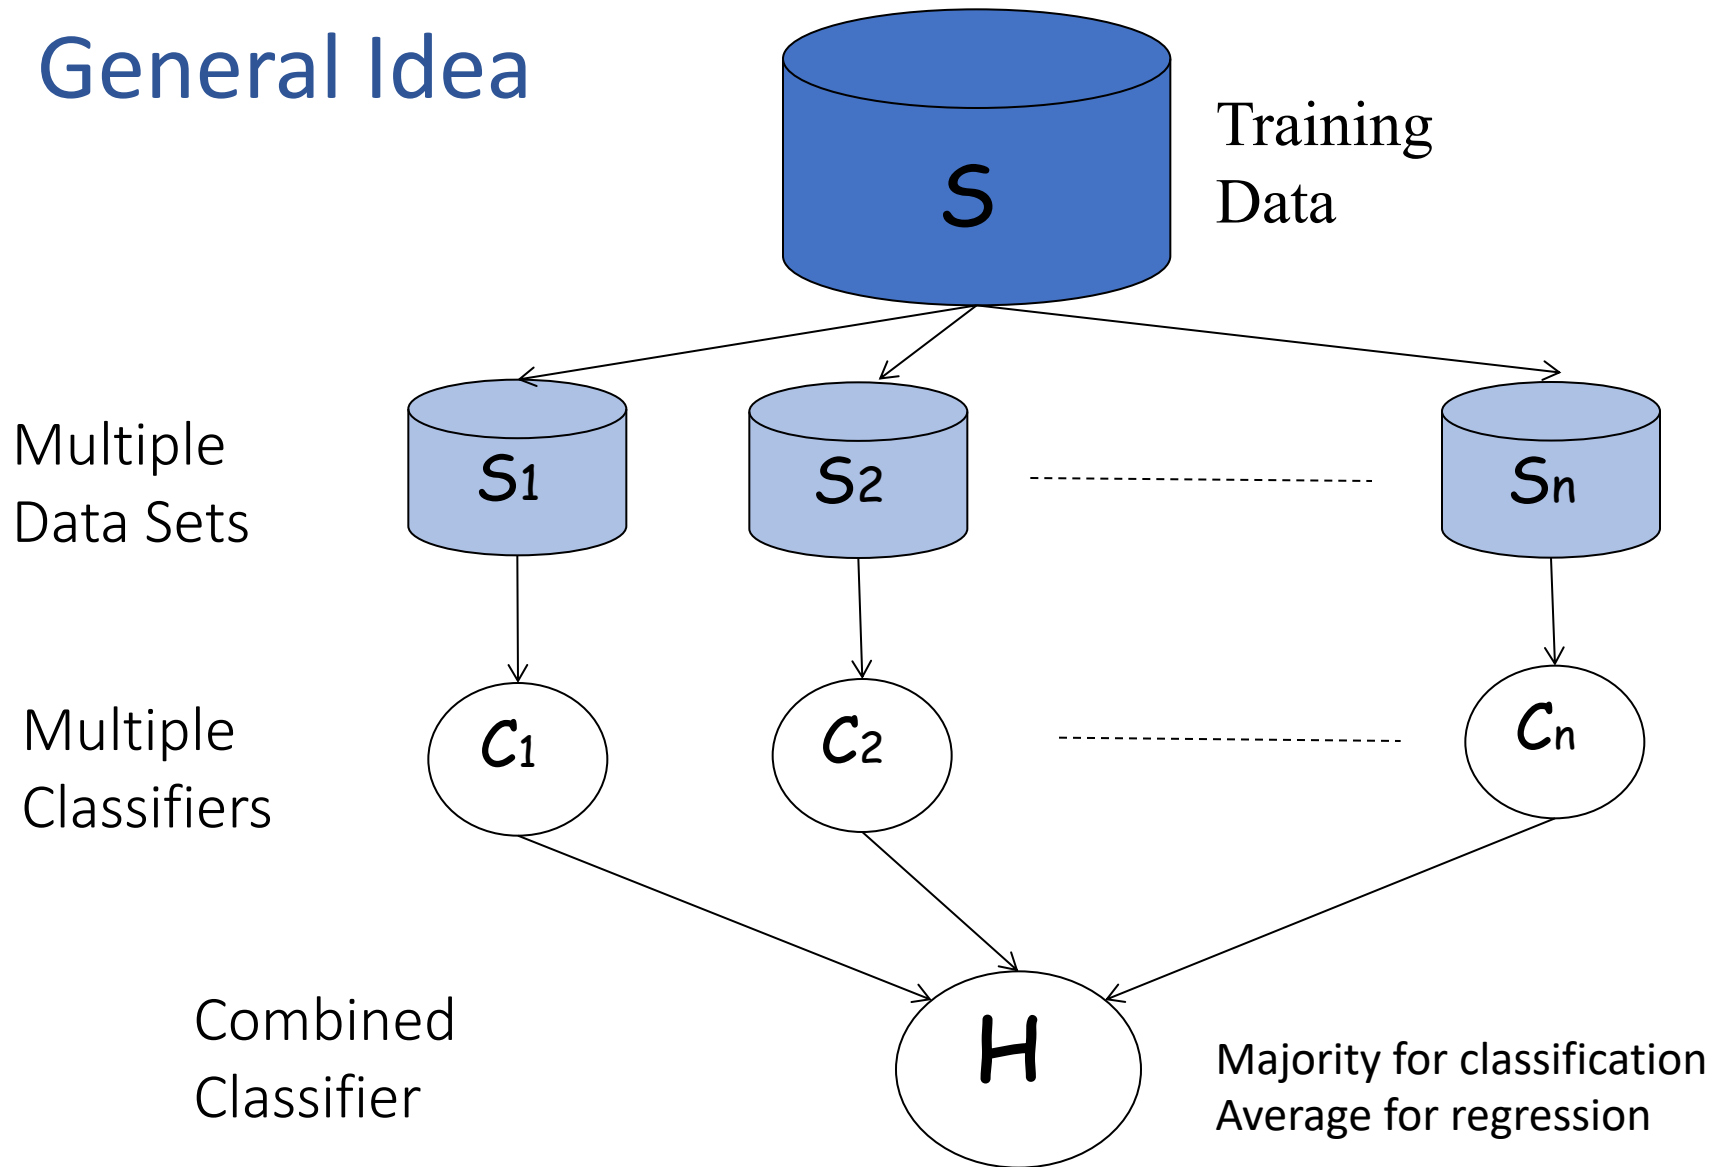 General Idea
S
Training
Data
Multiple
Data Sets
S1
S2
Sn
Multiple
Classifiers
C1
C2
Cn
Combined
Classifier
H
Majority for classification
Average for regression